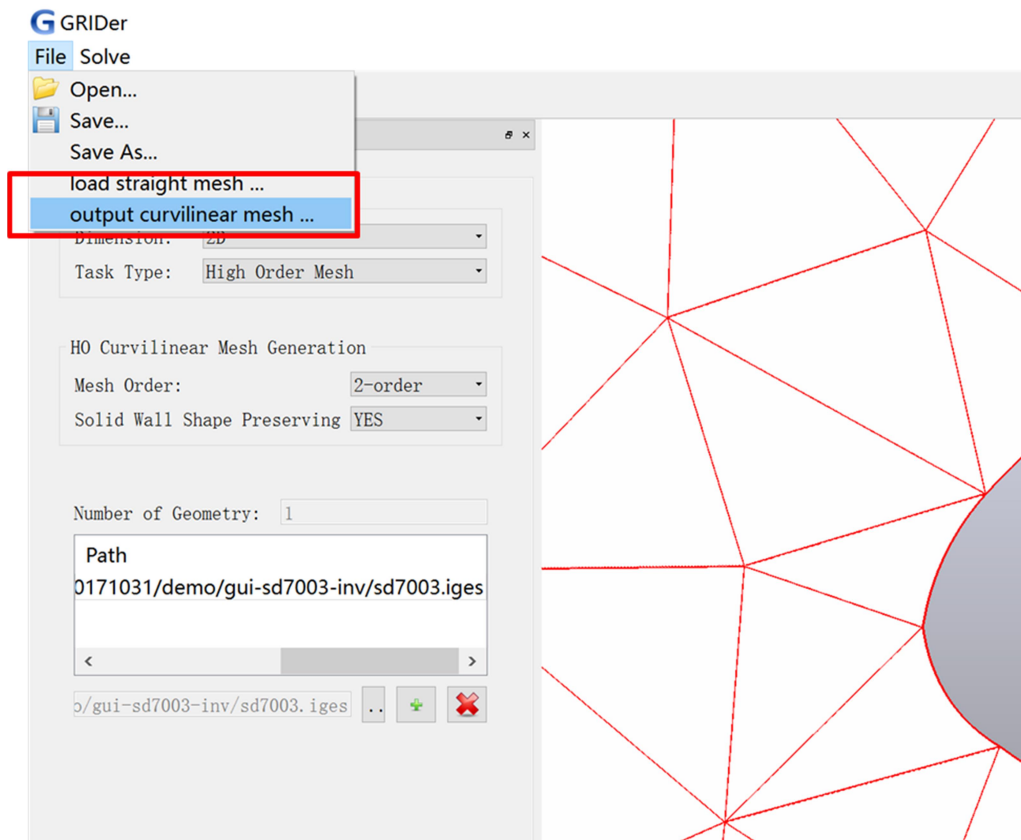 GRIDer
File Solve
Open...
Save...
Save As...
load straight mesh ...
output curvilinear mesh ...
Dimension: 2D
Task Type: High Order Mesh
HO Curvilinear Mesh Generation
Mesh Order: 2-order
Solid Wall Shape Preserving YES
Number of Geometry: 1
Path
0171031/demo/gui-sd7003-inv/sd7003.iges
o/gui-sd7003-inv/sd7003.iges ..